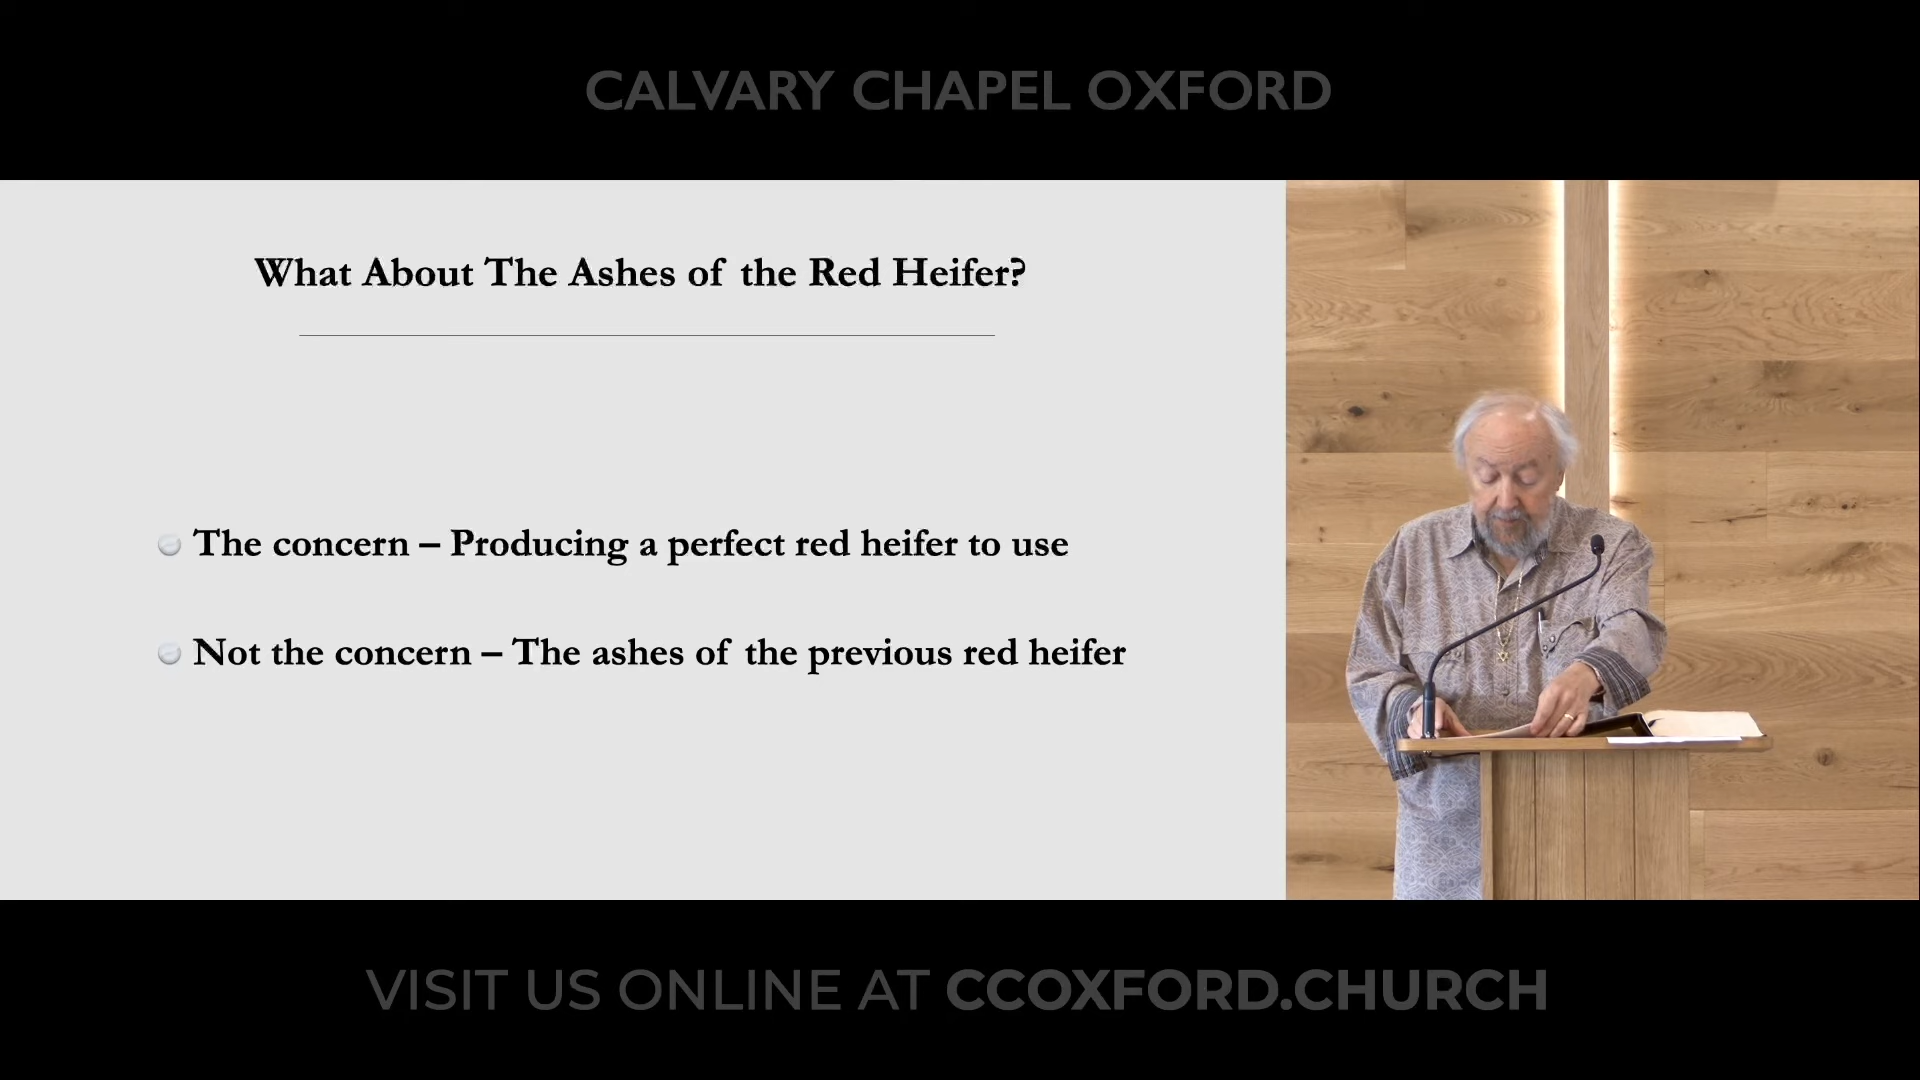 CALVARY CHAPEL OXFORD
What About The Ashes of the Red Heifer?
The concern – Producing a perfect red heifer to use
Not the concern – The ashes of the previous red heifer
VISIT US ONLINE AT CCOXFORD.CHURCH